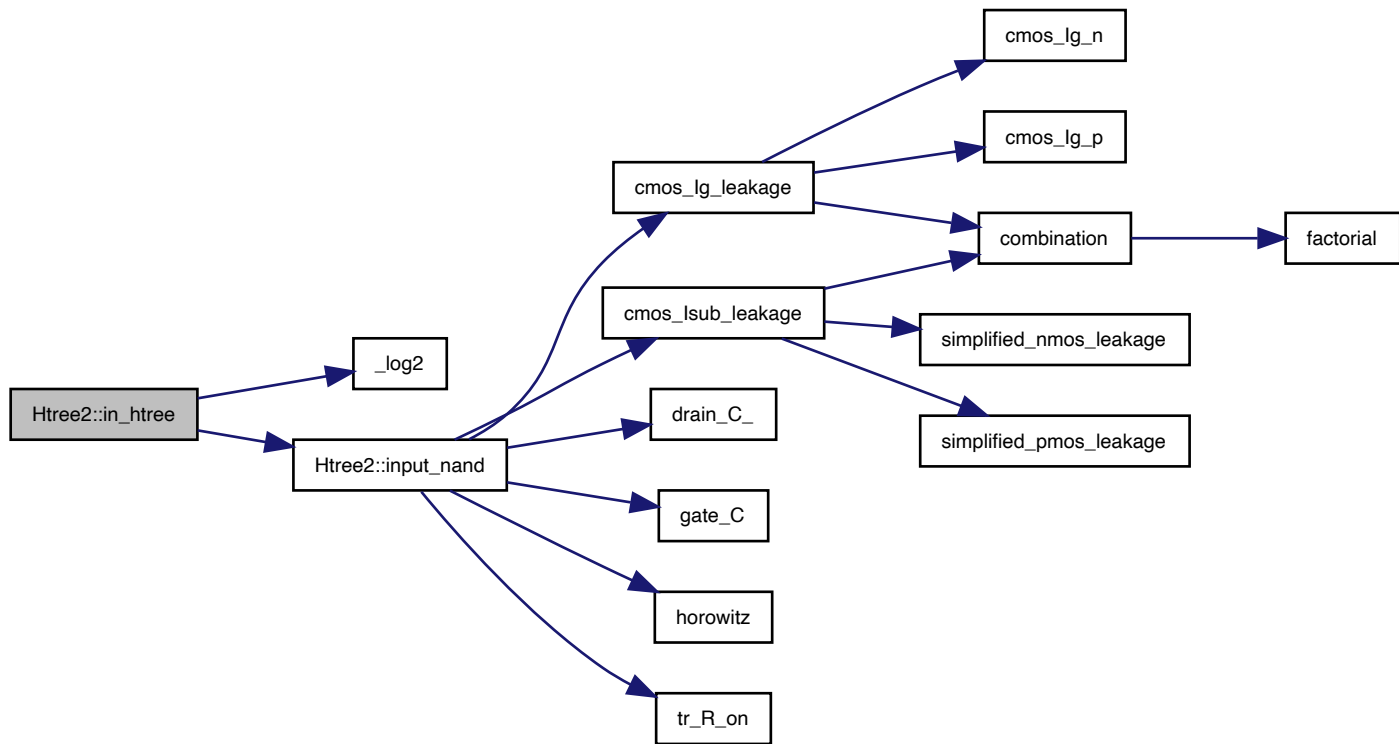 cmos_Ig_n
cmos_Ig_p
cmos_Ig_leakage
combination
factorial
cmos_Isub_leakage
simplified_nmos_leakage
_log2
drain_C_
Htree2::in_htree
simplified_pmos_leakage
Htree2::input_nand
gate_C
horowitz
tr_R_on